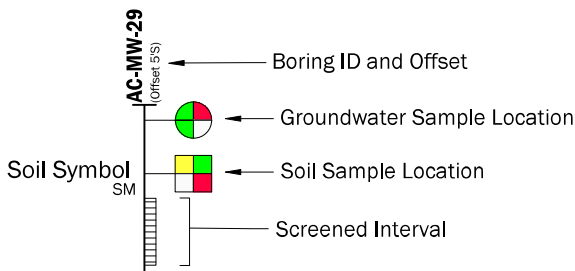 AC-MW-29
(Offset 5'S)
Boring ID and Offset
Groundwater Sample Location
Soil Symbol
SM
Soil Sample Location
Screened Interval